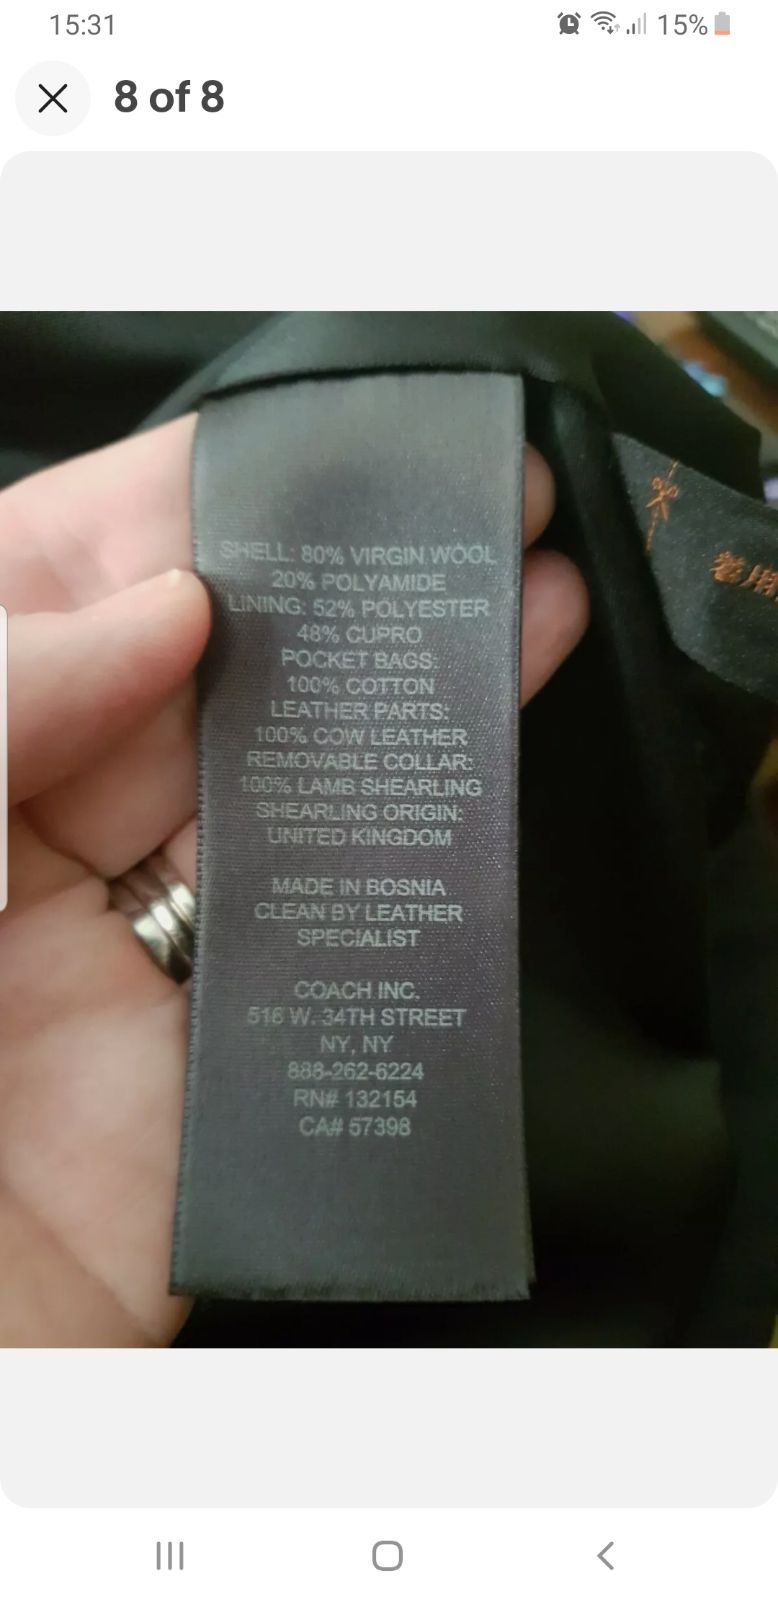 15:31
15%
8 of 8
SHELL: 80% VIRGIN WOOL
20% POLYAMIDE
LINING: 52% POLYESTER
48% CUPRO
POCKET BAGS:
100% COTTON
LEATHER PARTS:
100% COW LEATHER
REMOVABLE COLLAR:
100% LAMB SHEARLING
SHEARLING ORIGIN:
UNITED KINGDOM
MADE IN BOSNIA
CLEAN BY LEATHER
SPECIALIST
COACH INC.
516 W. 34TH STREET
NY, NY
888-262-6224
RN# 132154
CA# 57398
着用